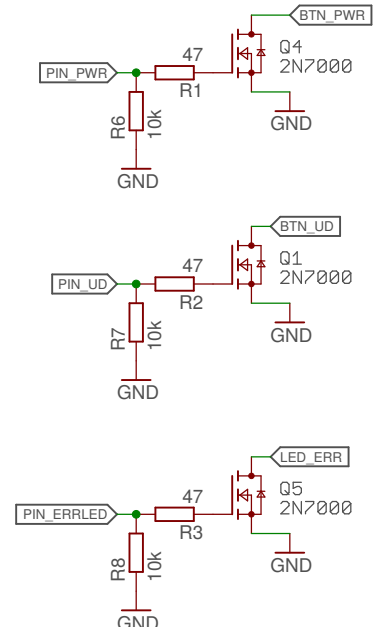 BTN_PWR
47
Q4
PIN_PWR
2N7000
R1
R6
10k
GND
GND
BTN_UD
47
Q1
PIN_UD
2N7000
R2
R7
10k
GND
GND
LED_ERR
47
Q5
PIN_ERRLED
2N7000
R3
R8
10k
GND
GND